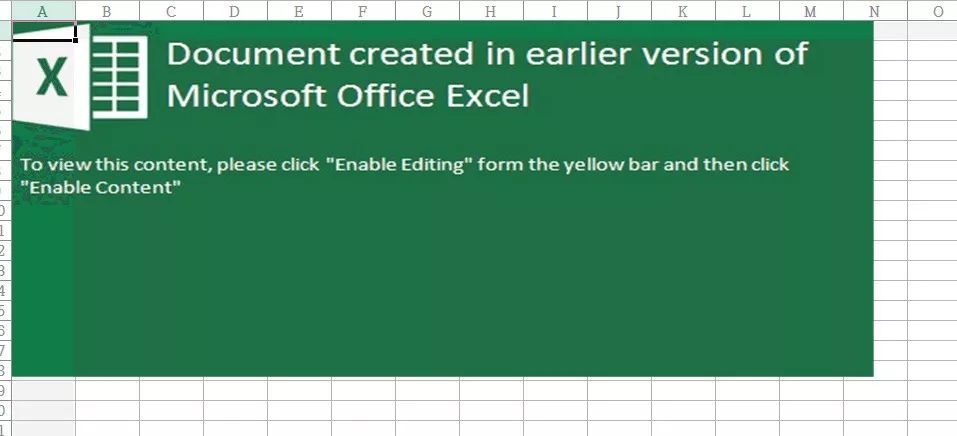 A B C D E F G H I J K L M N O
X
Document created in earlier version of
Microsoft Office Excel
To view this content, please click "Enable Editing" form the yellow bar and then click
"Enable Content"